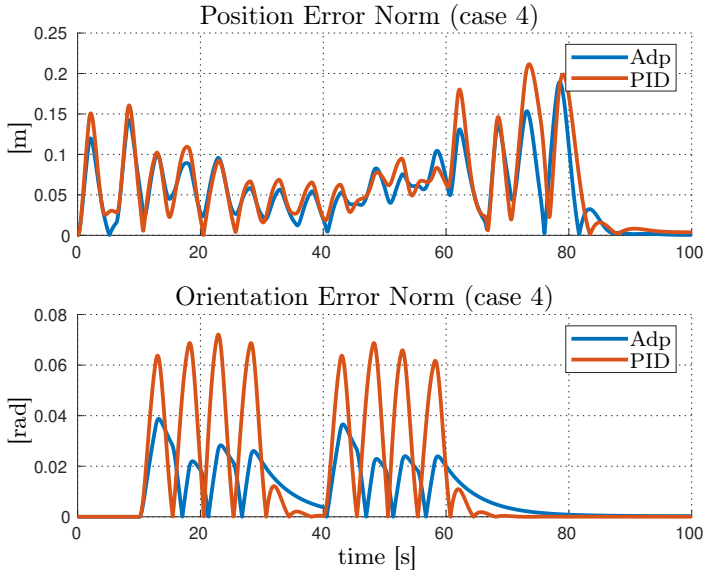 Position Error Norm (case 4)
0.25
0.2
0.15
0.1
0.05
0
[m]
Adp
PID
0 20 40 60 80 100
Orientation Error Norm (case 4)
0.08
0.06
0.04
0.02
0
[rad]
Adp
PID
0 20 40 60 80 100
time [s]